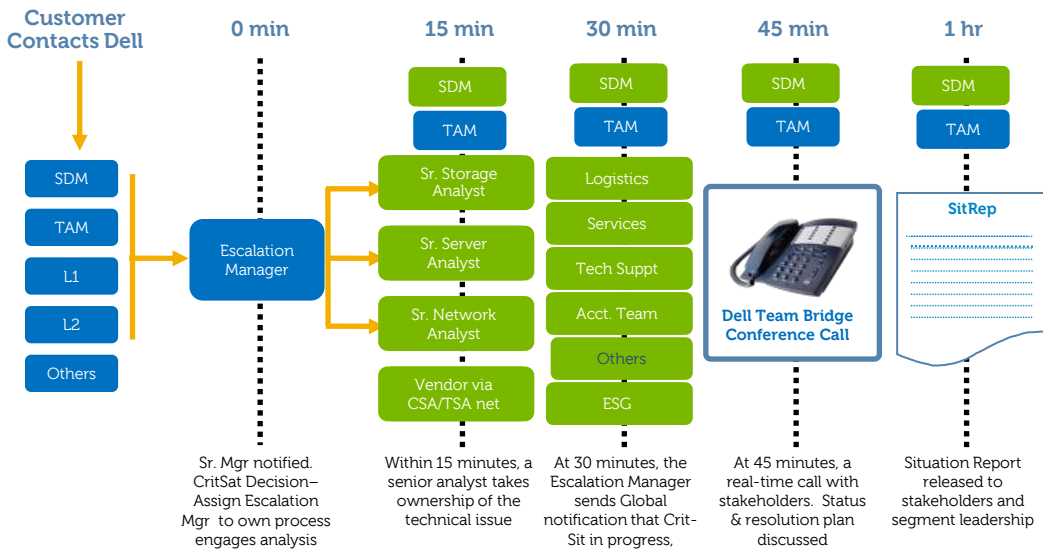 Customer
Contacts Dell
0 min
15 min
30 min
45 min
1 hr
SDM
TAM
SDM
TAM
SDM
TAM
SDM
TAM
SDM
TAM
L1
L2
Others
Escalation
Manager
Sr. Storage
Analyst
Sr. Server
Analyst
Sr. Network
Analyst
Vendor via
CSA/TSA net
Logistics
Services
Tech Suppt
Acct. Team
Others
ESG
Dell Team Bridge
Conference Call
SitRep
Sr. Mgr notified.
CritSat Decision–
Assign Escalation
Mgr to own process
engages analysis
Within 15 minutes, a
senior analyst takes
ownership of the
technical issue
At 30 minutes, the
Escalation Manager
sends Global
notification that Crit-
Sit in progress,
At 45 minutes, a
real-time call with
stakeholders. Status
& resolution plan
discussed
Situation Report
released to
stakeholders and
segment leadership